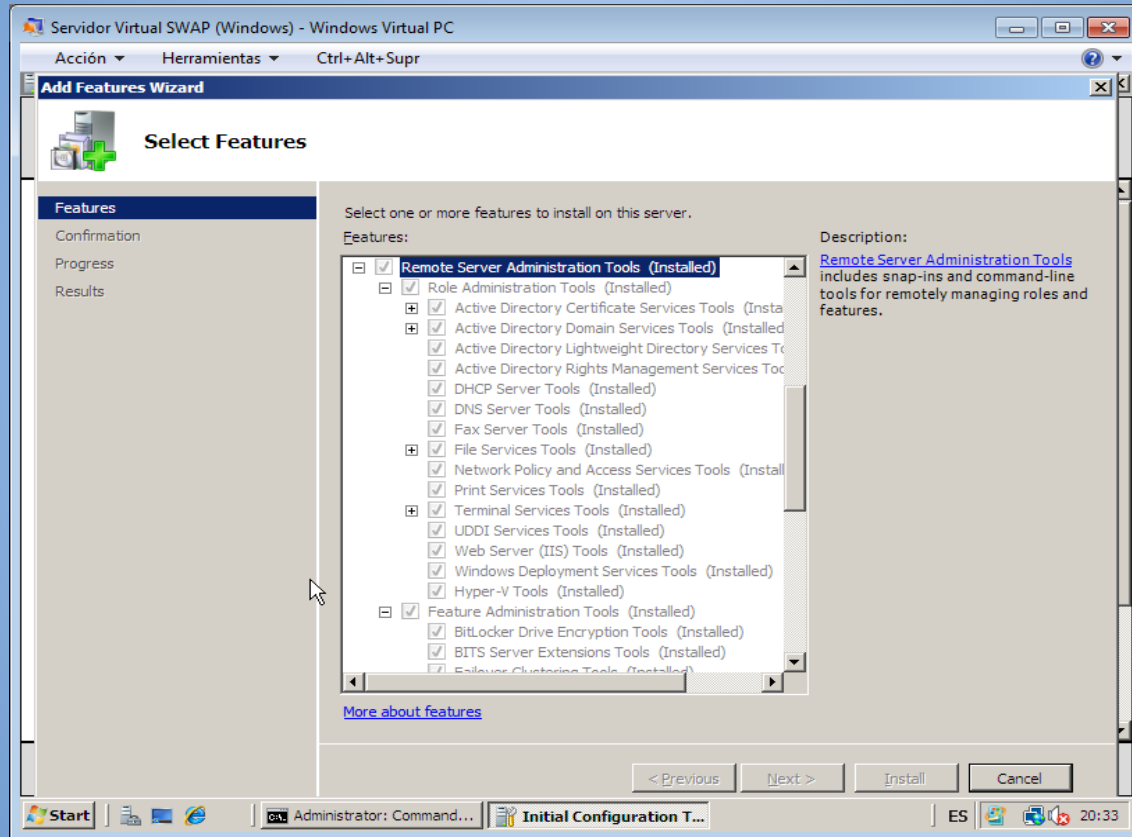 Servidor Virtual SWAP (Windows) - Windows Virtual PC
Acción Herramientas Ctrl+Alt+Supr
Add Features Wizard
Select Features
Features
Confirmation
Progress
Results
Select one or more features to install on this server.
Features:
Remote Server Administration Tools (Installed)
Role Administration Tools (Installed)
Active Directory Certificate Services Tools (Insta
Active Directory Domain Services Tools (Installed
Active Directory Lightweight Directory Services To
Active Directory Rights Management Services Too
DHCP Server Tools (Installed)
DNS Server Tools (Installed)
Fax Server Tools (Installed)
File Services Tools (Installed)
Network Policy and Access Services Tools (Install
Print Services Tools (Installed)
Terminal Services Tools (Installed)
UDDI Services Tools (Installed)
Web Server (IIS) Tools (Installed)
Windows Deployment Services Tools (Installed)
Hyper-V Tools (Installed)
Feature Administration Tools (Installed)
BitLocker Drive Encryption Tools (Installed)
BITS Server Extensions Tools (Installed)
Failover Clustering Tools (Installed)
Description:
Remote Server Administration Tools
includes snap-ins and command-line
tools for remotely managing roles and
features.
More about features
< Previous Next > Install Cancel
Start Administrator: Command... Initial Configuration T... ES 20:33